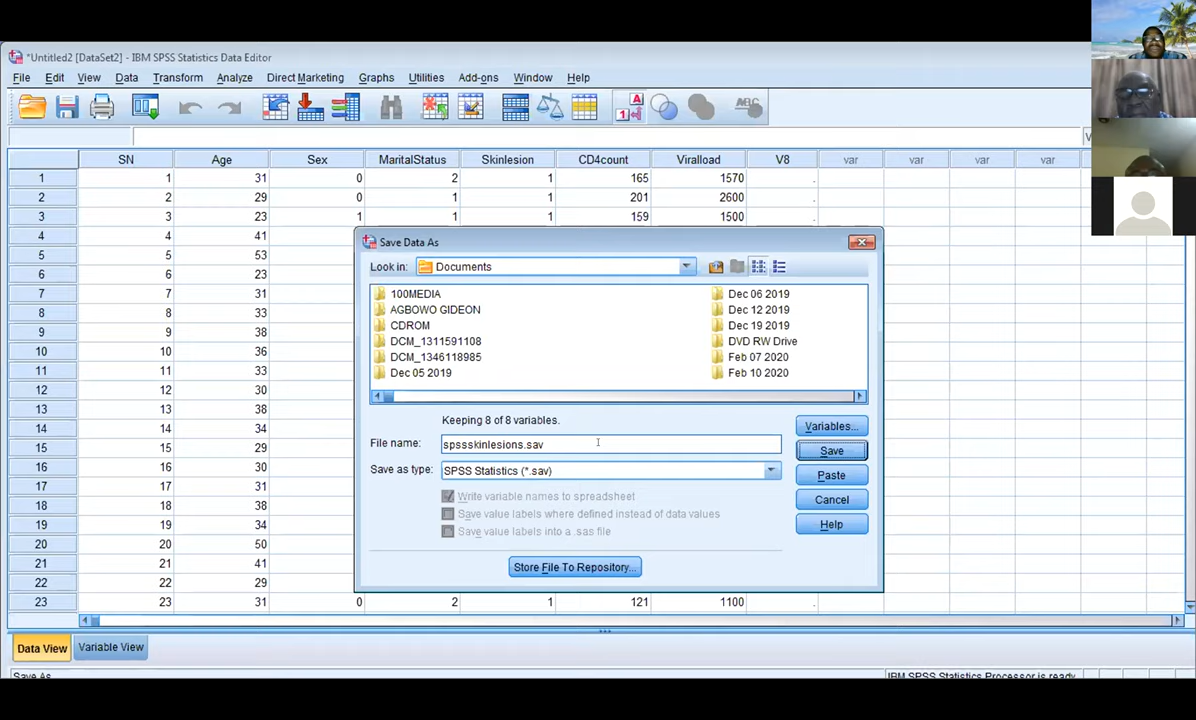 *Untitled2 [DataSet2] - IBM SPSS Statistics Data Editor
File Edit View Data Transform Analyze Direct Marketing Graphs Utilities Add-ons Window Help
SN Age Sex MaritalStatus Skinlesion CD4count Viralload V8 var var var var
1 1 31 0 2 1 165 1570 .
2 2 29 0 1 1 201 2600 .
3 3 23 1 1 1 159 1500 .
4 4 41
5 5 53
6 6 23
7 7 31
8 8 33
9 9 38
10 10 36
11 11 33
12 12 30
13 13 38
14 14 34
15 15 29
16 16 30
17 17 31
18 18 38
19 19 34
20 20 50
21 21 41
22 22 29
23 23 31 0 2 1 121 1100 .
Save Data As
Look in: Documents
100MEDIA
AGBOWO GIDEON
CDROM
DCM_1311591108
DCM_1346118985
Dec 05 2019
Dec 06 2019
Dec 12 2019
Dec 19 2019
DVD RW Drive
Feb 07 2020
Feb 10 2020
Keeping 8 of 8 variables.
Variables...
File name: spssskinlesions.sav
Save
Save as type: SPSS Statistics (*.sav)
Paste
Write variable names to spreadsheet
Cancel
Save value labels where defined instead of data values
Save value labels into a .sas file
Help
Store File To Repository...
Data View Variable View
Save As
IBM SPSS Statistics Processor is ready